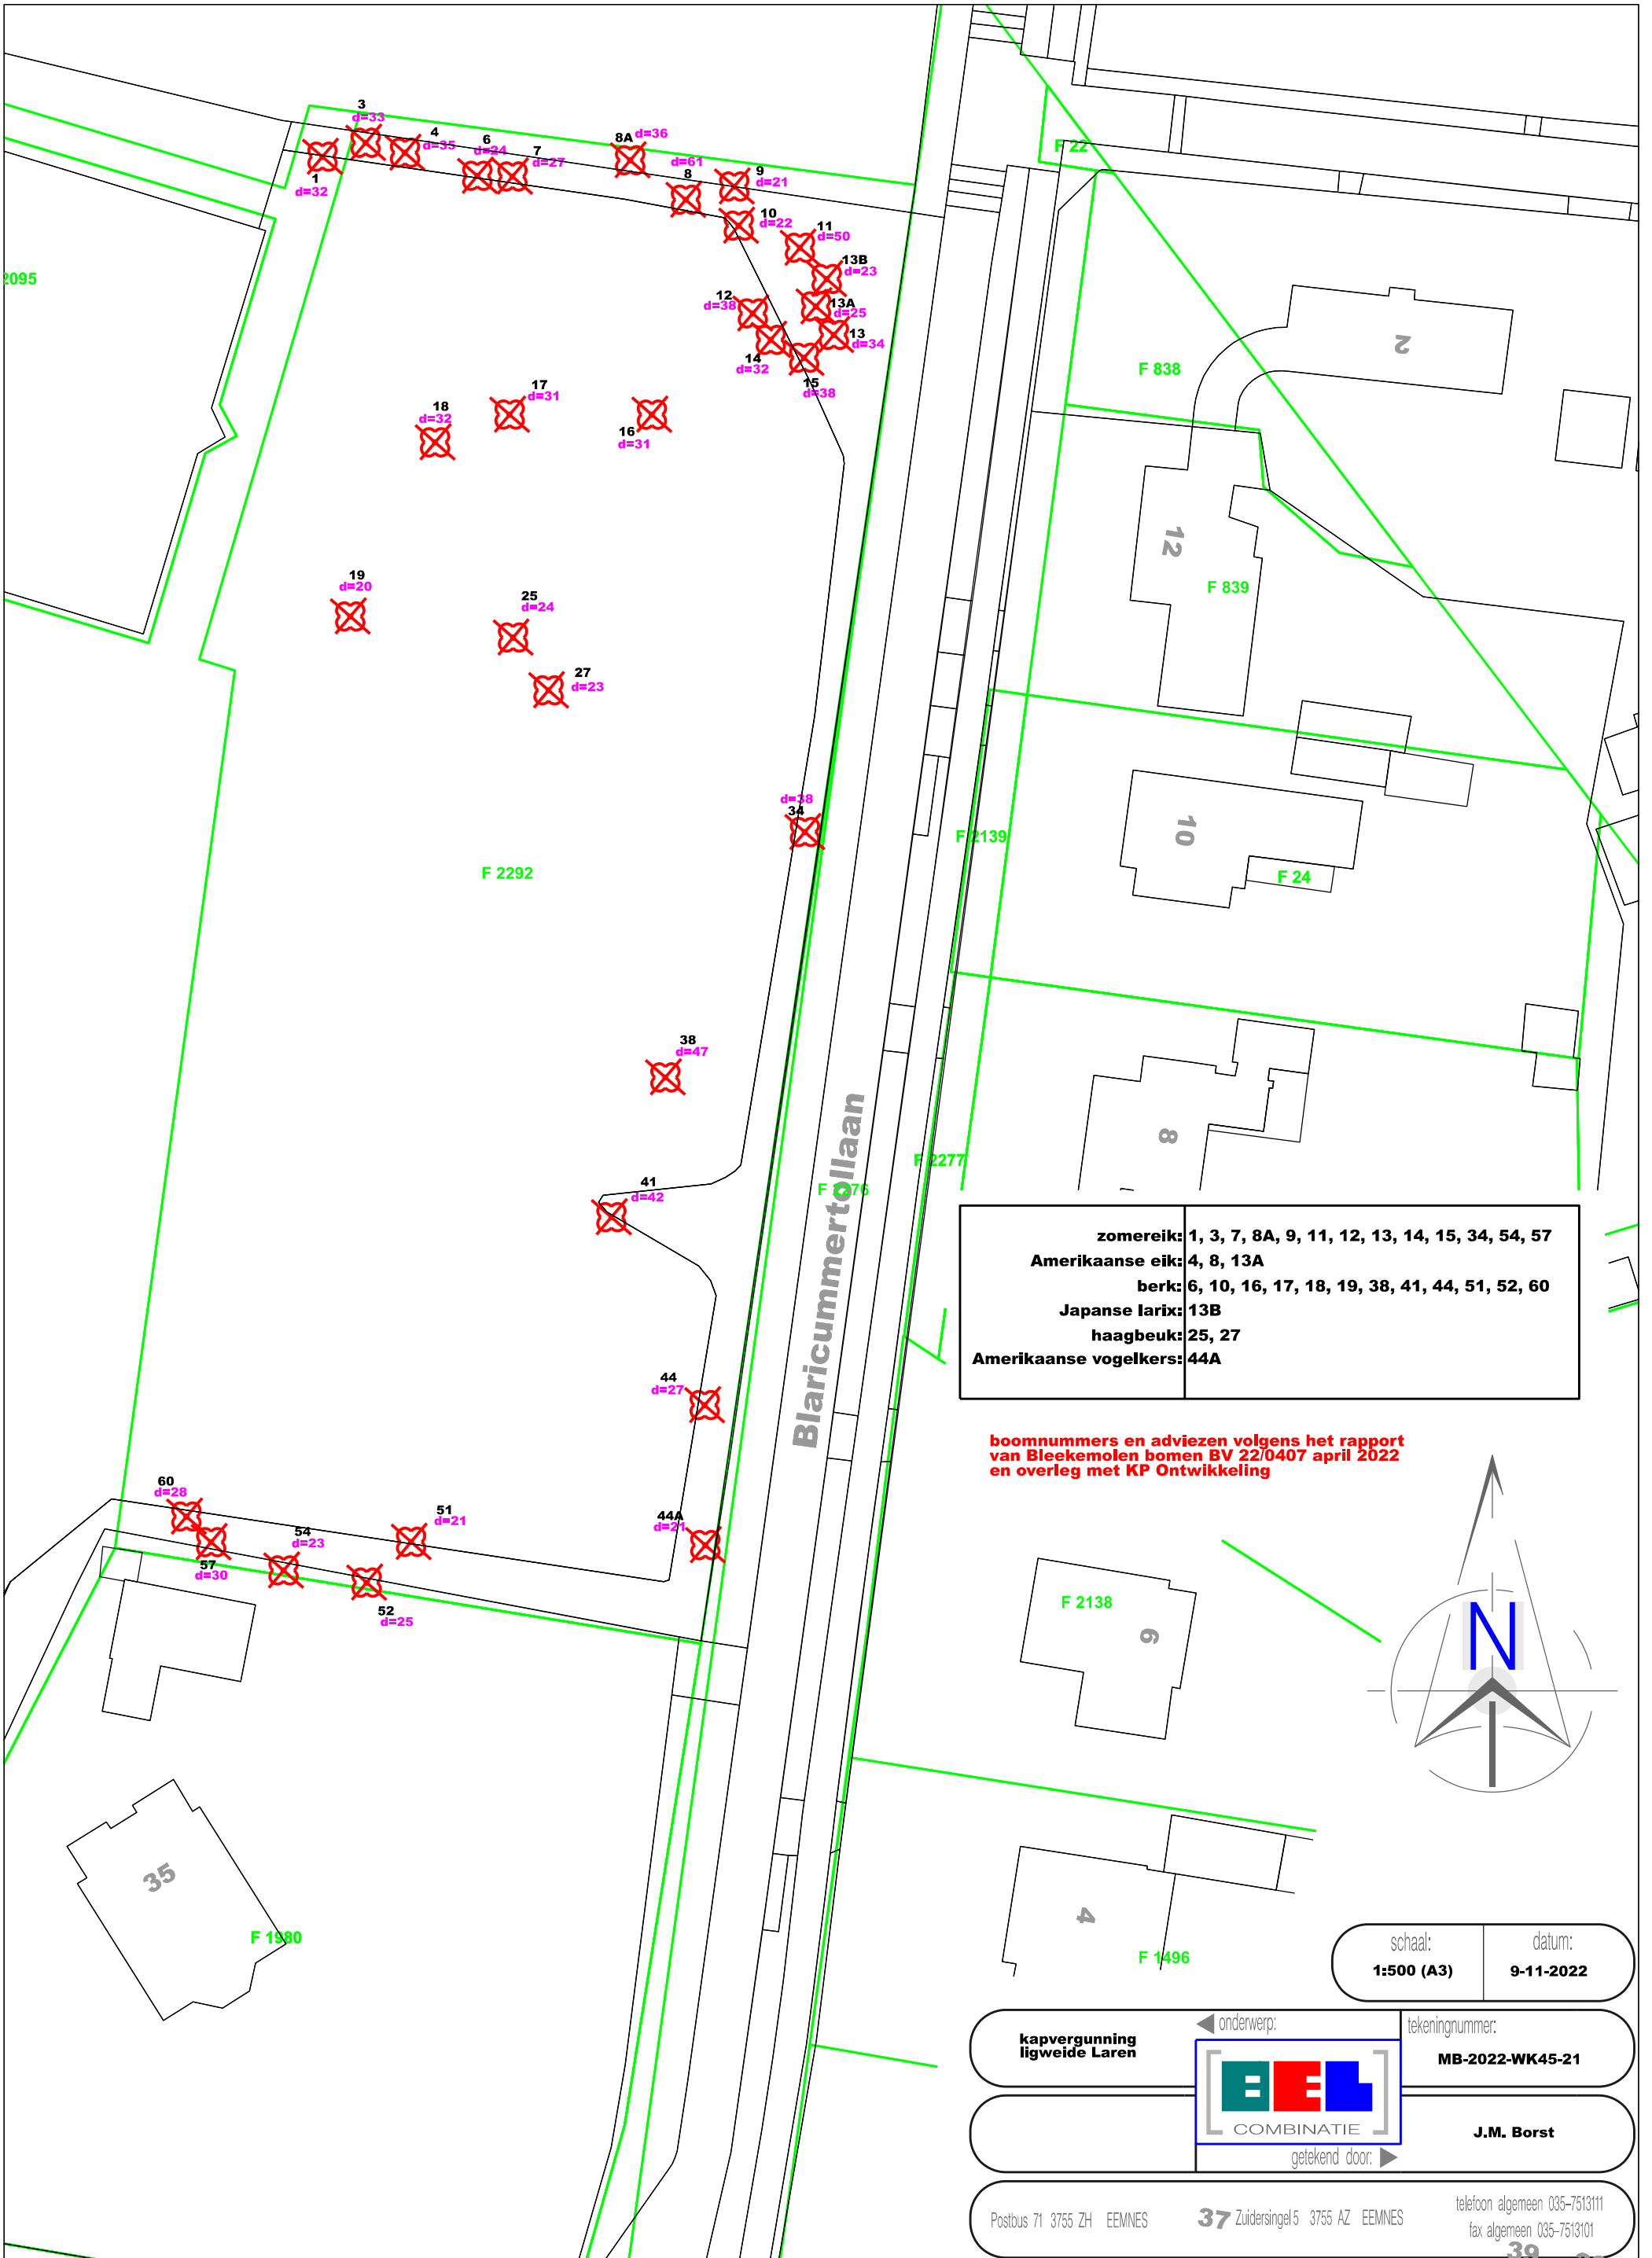 3
d=33
4
d=35
6
d=24
7
d=27
8A
d=36
d=61
8
9
d=21
1
d=32
10
d=22
11
d=50
13B
d=23
12
d=38
13A
d=25
13
d=34
14
d=32
15
d=38
17
d=31
18
d=32
16
d=31
19
d=20
25
d=24
27
d=23
d=38
34
38
d=47
41
d=42
44
d=27
60
d=28
57
d=30
54
d=23
51
d=21
52
d=25
44A
d=21
2095
F 22
F 838
2
12
F 839
F 2139
10
F 24
F 2292
8
F 2277
F 2276
Blaricummertollaan
zomereik: 1, 3, 7, 8A, 9, 11, 12, 13, 14, 15, 34, 54, 57
Amerikaanse eik: 4, 8, 13A
berk: 6, 10, 16, 17, 18, 19, 38, 41, 44, 51, 52, 60
Japanse larix: 13B
haagbeuk: 25, 27
Amerikaanse vogelkers: 44A
boomnummers en adviezen volgens het rapport
van Bleekemolen bomen BV 22/0407 april 2022
en overleg met KP Ontwikkeling
N
F 2138
6
35
F 1980
4
F 1496
schaal:
1:500 (A3)
datum:
9-11-2022
kapvergunning
ligweide Laren
onderwerp:
tekeningnummer:
MB-2022-WK45-21
BEL
COMBINATIE
getekend door:
J.M. Borst
Postbus 71 3755 ZH EEMNES
37
Zuidersingel 5 3755 AZ EEMNES
telefoon algemeen 035-7513111
fax algemeen 035-7513101
39